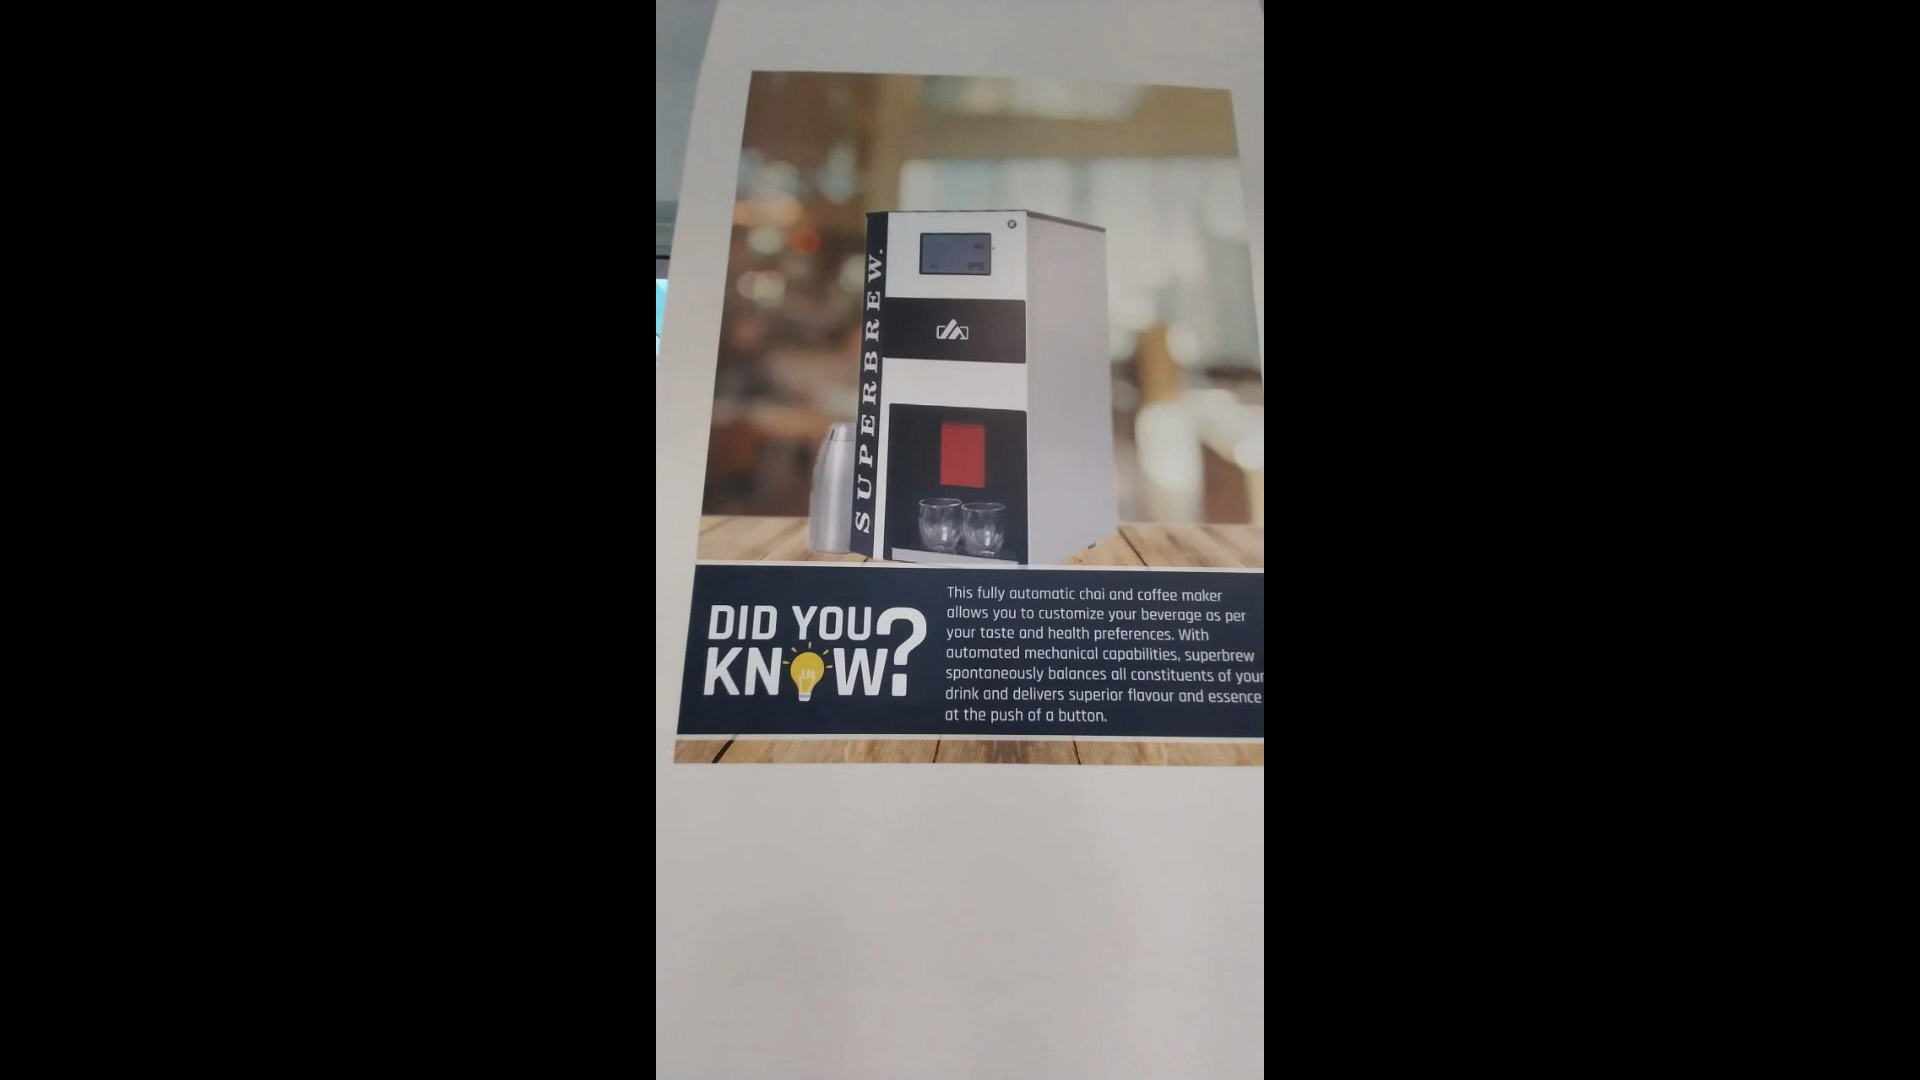 SUPERBREW.
DID YOU
KNOW?
This fully automatic chai and coffee maker
allows you to customize your beverage as per
your taste and health preferences. With
automated mechanical capabilities, superbrew
spontaneously balances all constituents of your
drink and delivers superior flavour and essence
at the push of a button.